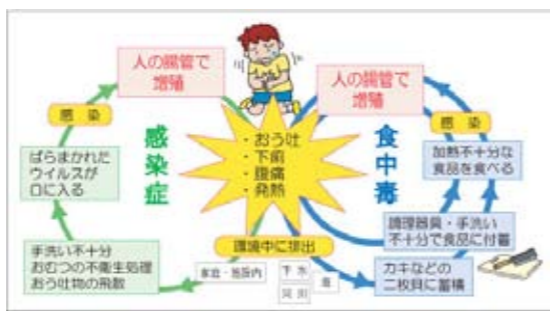 人の腸管で
増殖
感染
感染症
ばらまかれた
ウイルスが
口に入る
手洗い不十分
おむつの不衛生処理
おう吐物の飛散
・おう吐
・下痢
・腹痛
・発熱
環境中に排出
家庭・施設内
下水
河川
海
人の腸管で
増殖
感染
食中毒
加熱不十分な
食品を食べる
調理器具・手洗い
不十分で食品に付着
カキなどの
二枚貝に蓄積